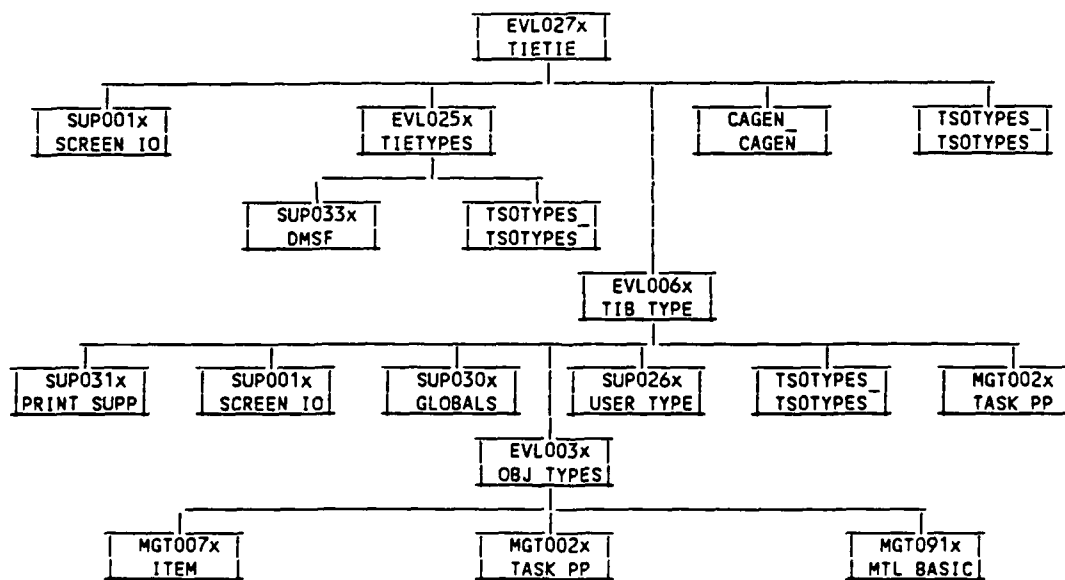 EVL027x
TIETIE
SUP001x
SCREEN IO
EVL025x
TIETYPES
CAGEN_
CAGEN
TSOTYPES_
TSOTYPES
SUP033x
DMSF
TSOTYPES_
TSOTYPES
EVL006x
TIB TYPE
SUP031x
PRINT SUPP
SUP001x
SCREEN IO
SUP030x
GLOBALS
SUP026x
USER TYPE
TSOTYPES_
TSOTYPES
MGT002x
TASK PP
EVL003x
OBJ TYPES
MGT007x
ITEM
MGT002x
TASK PP
MGT091x
MTL BASIC